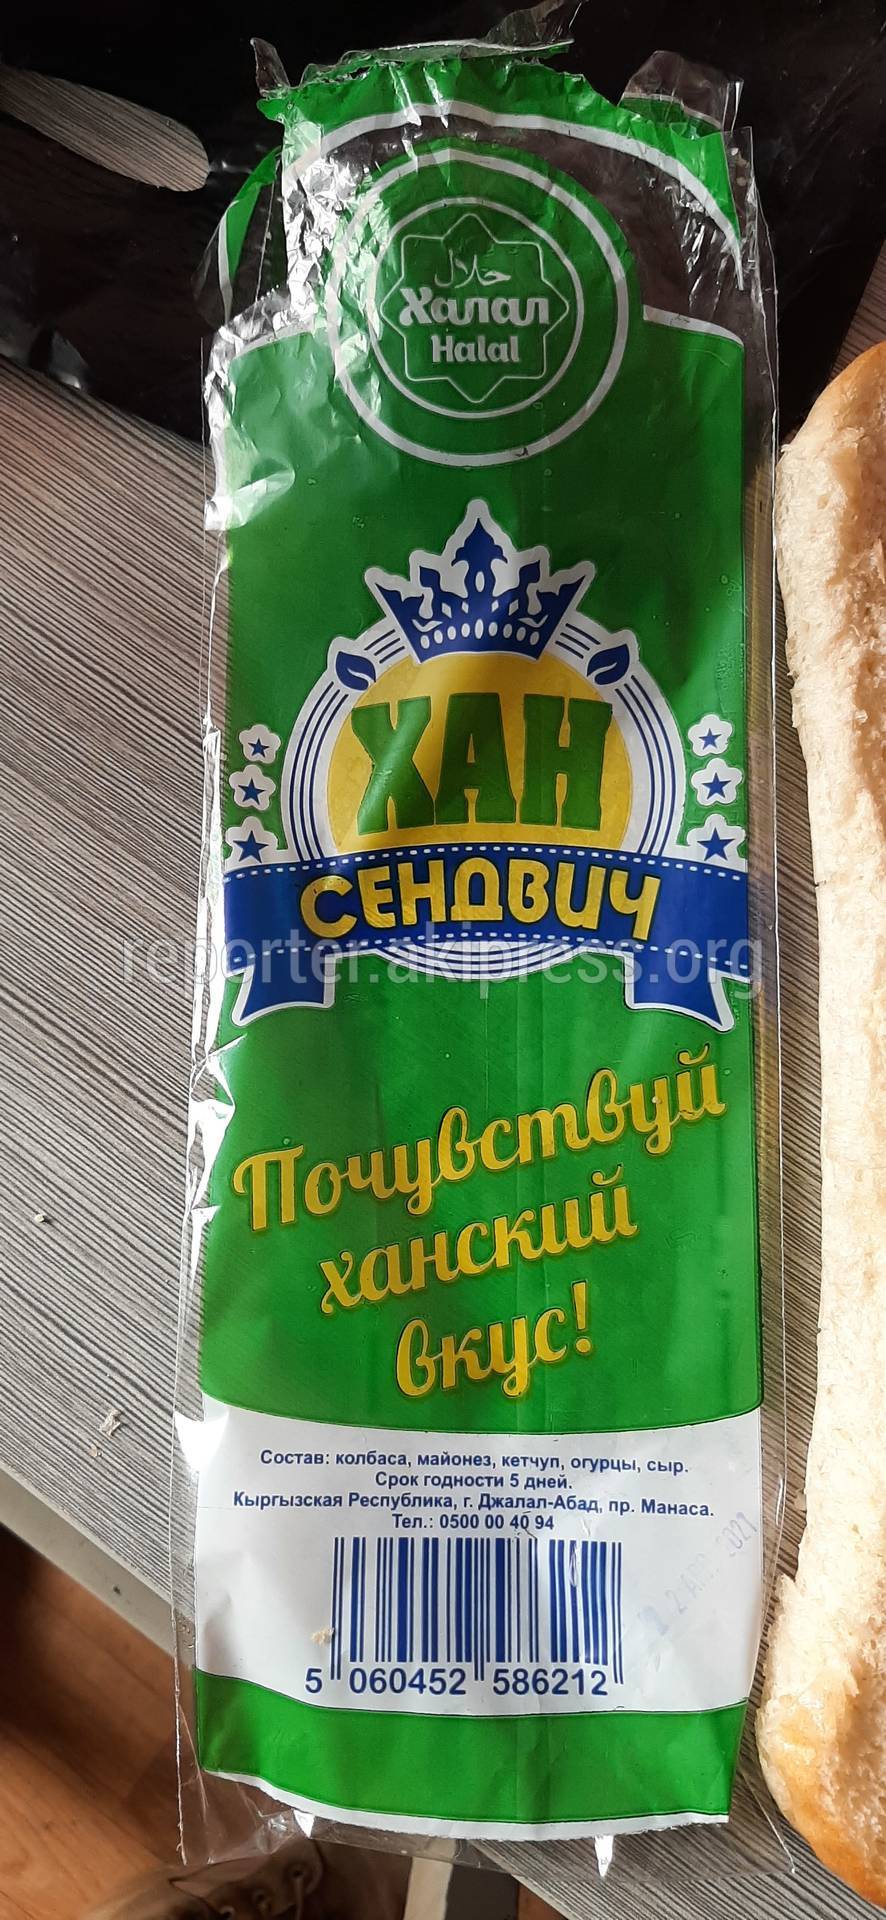 حلال
Халал
Halal
ХАН
СЕНДВИЧ
reporter.akipress.org
Почувствуй
ханский
вкус!
Состав: колбаса, майонез, кетчуп, огурцы, сыр.
Срок годности 5 дней.
Кыргызская Республика, г. Джалал-Абад, пр. Манаса.
Тел.: 0500 00 40 94
2021
5 060452 586212